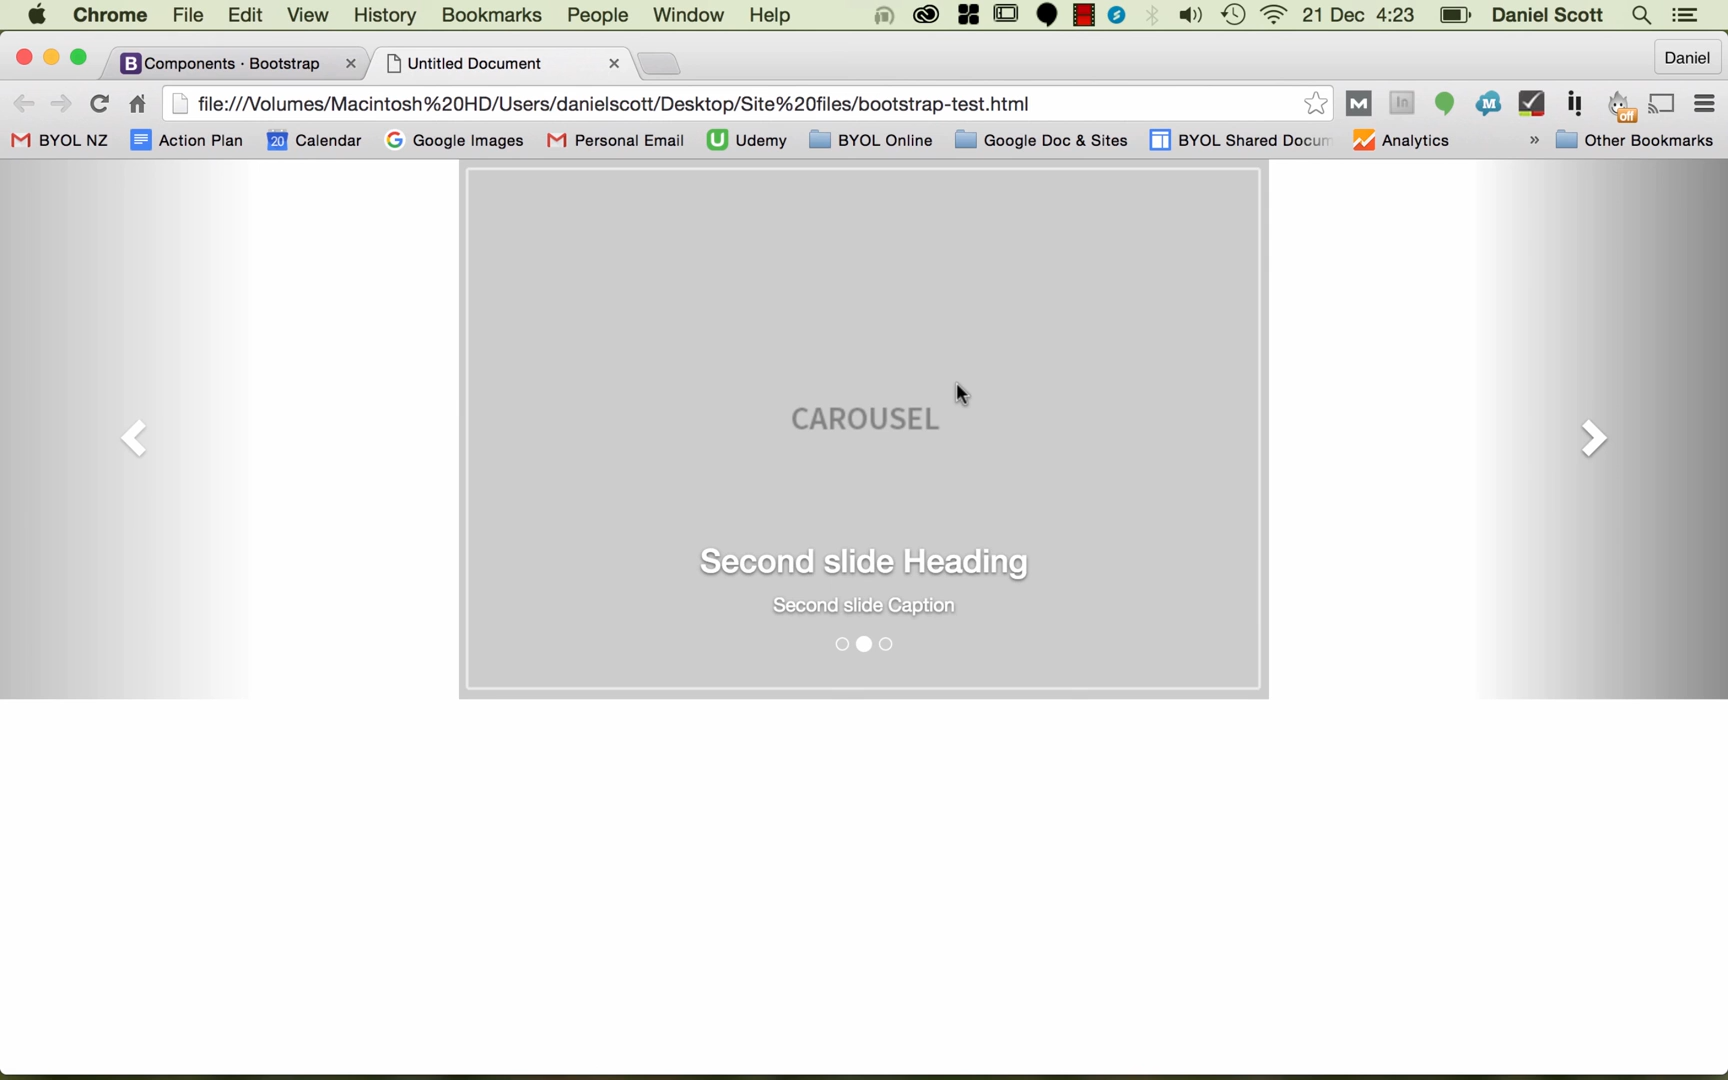 Chrome File Edit View History Bookmarks People Window Help 21 Dec 4:23 Daniel Scott
B Components · Bootstrap Untitled Document Daniel
file:///Volumes/Macintosh%20HD/Users/danielscott/Desktop/Site%20files/bootstrap-test.html M In M off
BYOL NZ Action Plan 20 Calendar Google Images Personal Email Udemy BYOL Online Google Doc & Sites BYOL Shared Docum Analytics » Other Bookmarks
CAROUSEL
Second slide Heading
Second slide Caption